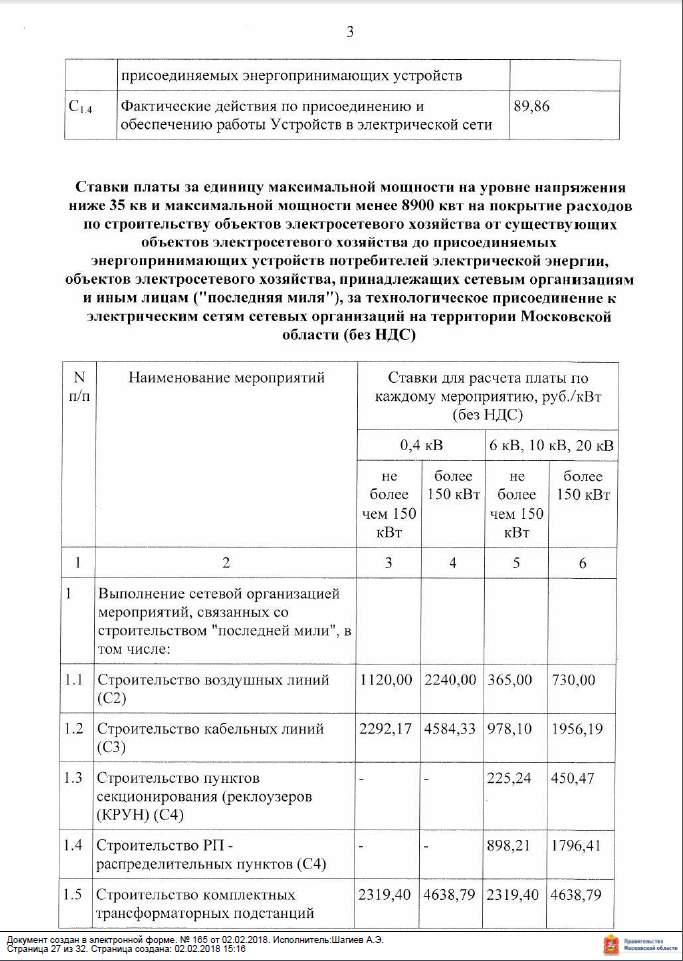 3
присоединяемых энергопринимающих устройств
С1.4 Фактические действия по присоединению и 89,86
обеспечению работы Устройств в электрической сети
Ставки платы за единицу максимальной мощности на уровне напряжения
ниже 35 кв и максимальной мощности менее 8900 квт на покрытие расходов
по строительству объектов электросетевого хозяйства от существующих
объектов электросетевого хозяйства до присоединяемых
энергопринимающих устройств потребителей электрической энергии,
объектов электросетевого хозяйства, принадлежащих сетевым организациям
и иным лицам ("последняя миля"), за технологическое присоединение к
электрическим сетям сетевых организаций на территории Московской
области (без НДС)
N Наименование мероприятий Ставки для расчета платы по
п/п каждому мероприятию, руб./кВт
(без НДС)
0,4 кВ 6 кВ, 10 кВ, 20 кВ
не более не более
более 150 кВт более 150 кВт
чем 150 чем 150
кВт кВт
1 2 3 4 5 6
1 Выполнение сетевой организацией
мероприятий, связанных со
строительством "последней мили", в
том числе:
1.1 Строительство воздушных линий 1120,00 2240,00 365,00 730,00
(С2)
1.2 Строительство кабельных линий 2292,17 4584,33 978,10 1956,19
(С3)
1.3 Строительство пунктов - - 225,24 450,47
секционирования (реклоузеров
(КРУН) (С4)
1.4 Строительство РП - - - 898,21 1796,41
распределительных пунктов (С4)
1.5 Строительство комплектных 2319,40 4638,79 2319,40 4638,79
трансформаторных подстанций
Документ создан в электронной форме. № 165 от 02.02.2018. Исполнитель:Шагиев А.Э.
Страница 27 из 32. Страница создана: 02.02.2018 15:16
Правительство
Московской области